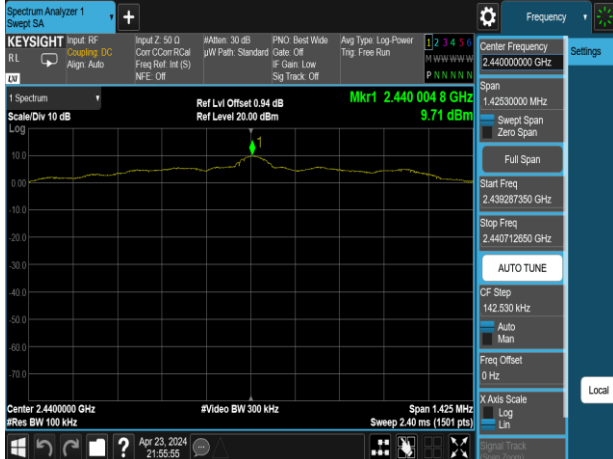 Spectrum Analyzer 1
Swept SA
+
Frequency
KEYSIGHT
RL
LXI
Input: RF
Coupling: DC
Align: Auto
Input Z: 50 Ω
Corr CCorr RCal
Freq Ref: Int (S)
NFE: Off
#Atten: 30 dB
µW Path: Standard
PNO: Best Wide
Gate: Off
IF Gain: Low
Sig Track: Off
Avg Type: Log-Power
Trig: Free Run
1 2 3 4 5 6
M W W W W W
P N N N N N
1 Spectrum
Scale/Div 10 dB
Log
Ref Lvl Offset 0.94 dB
Ref Level 20.00 dBm
Mkr1 2.440 004 8 GHz
9.71 dBm
1
10.0
0.00
-10.0
-20.0
-30.0
-40.0
-50.0
-60.0
-70.0
Center 2.4400000 GHz
#Res BW 100 kHz
#Video BW 300 kHz
Span 1.425 MHz
Sweep 2.40 ms (1501 pts)
Apr 23, 2024
21:55:55
?
Center Frequency
2.440000000 GHz
Span
1.42530000 MHz
Swept Span
Zero Span
Full Span
Start Freq
2.439287350 GHz
Stop Freq
2.440712650 GHz
AUTO TUNE
CF Step
142.530 kHz
Auto
Man
Freq Offset
0 Hz
X Axis Scale
Log
Lin
Signal Track
(Span Zoom)
Settings
Local